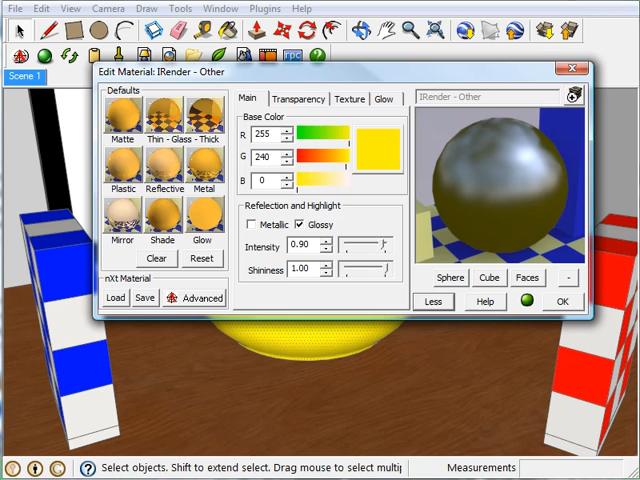 File Edit View Camera Draw Tools Window Plugins Help
rpc
Scene 1
Edit Material: IRender - Other
Defaults
Matte Thin - Glass - Thick
Plastic Reflective Metal
Mirror Shade Glow
Clear Reset
nXt Material
Load Save Advanced
Main Transparency Texture Glow
Base Color
R 255
G 240
B 0
Refelection and Highlight
Metallic Glossy
Intensity 0.90
Shininess 1.00
IRender - Other
Sphere Cube Faces -
Less Help OK
Select objects. Shift to extend select. Drag mouse to select multip
Measurements